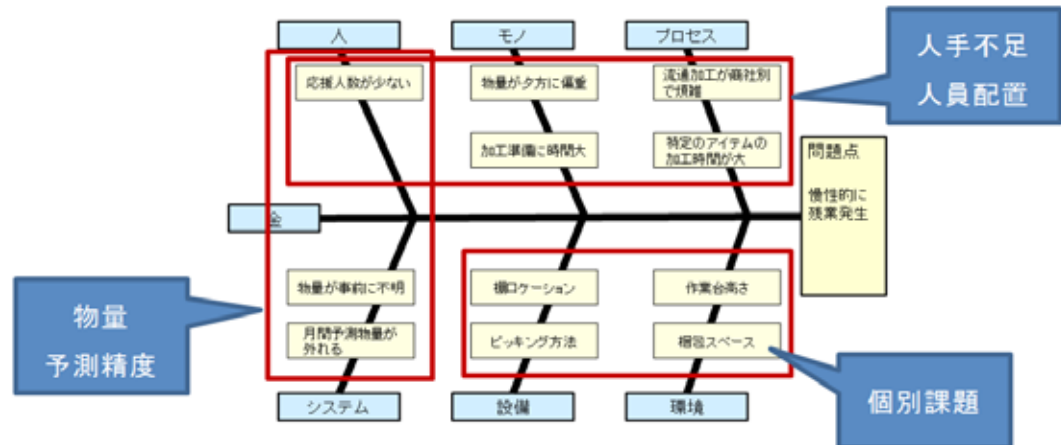 人
モノ
プロセス
人手不足
人員配置
応援人数が少ない
物量が夕方に偏重
流通加工が商社別
で煩雑
加工準備に時間大
特定のアイテムの
加工時間が大
問題点
慢性的に
残業発生
金
物量
予測精度
物量が事前に不明
棚ロケーション
作業台高さ
月間予測物量が
外れる
ピッキング方法
梱包スペース
個別課題
システム
設備
環境